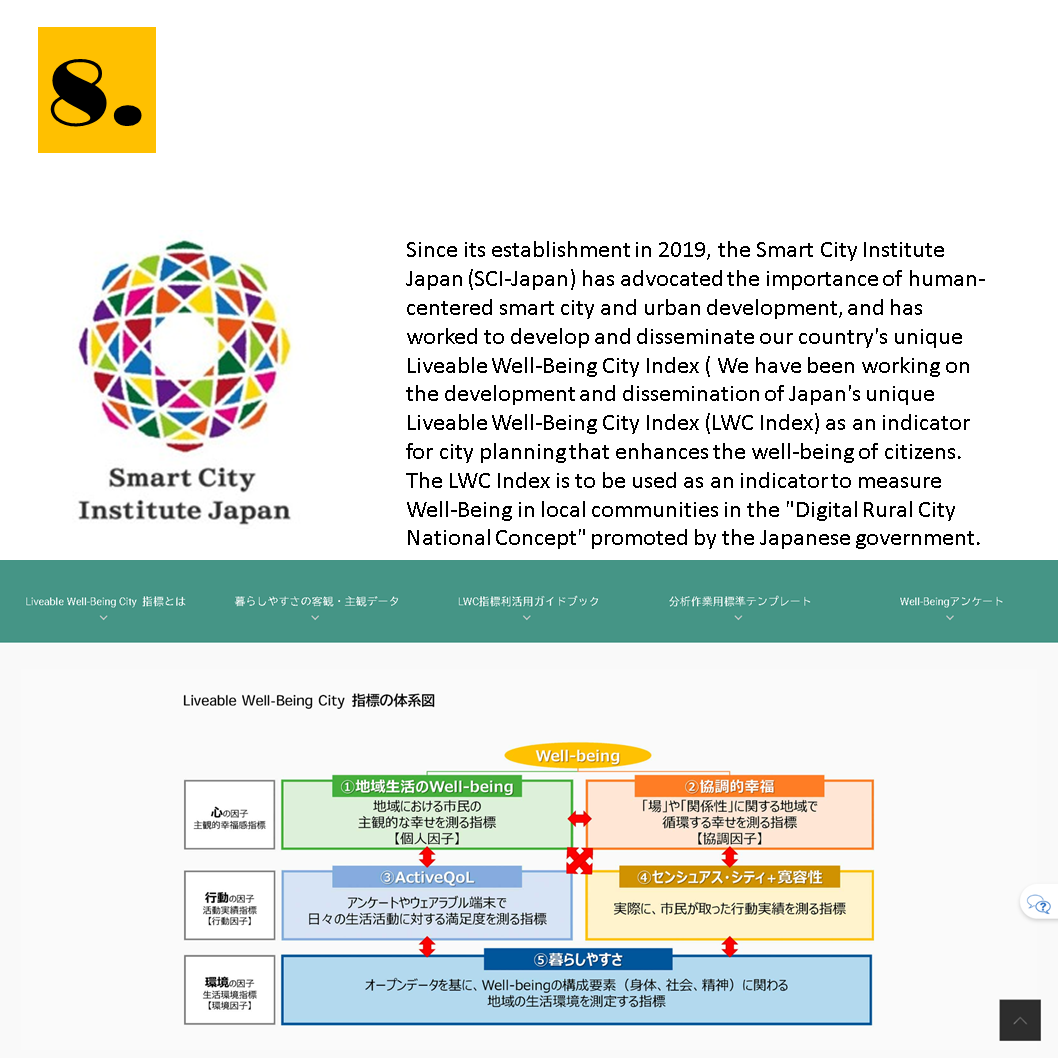 8.
Smart City
Institute Japan
Since its establishment in 2019, the Smart City Institute
Japan (SCI-Japan) has advocated the importance of human-
centered smart city and urban development, and has
worked to develop and disseminate our country's unique
Liveable Well-Being City Index ( We have been working on
the development and dissemination of Japan's unique
Liveable Well-Being City Index (LWC Index) as an indicator
for city planning that enhances the well-being of citizens.
The LWC Index is to be used as an indicator to measure
Well-Being in local communities in the "Digital Rural City
National Concept" promoted by the Japanese government.
Liveable Well-Being City 指標とは
暮らしやすさの客観・主観データ
LWC指標利活用ガイドブック
分析作業用標準テンプレート
Well-Beingアンケート
Liveable Well-Being City 指標の体系図
Well-being
心の因子
主観的幸福感指標
①地域生活のWell-being
地域における市民の
主観的な幸せを測る指標
【個人因子】
②協調的幸福
「場」や「関係性」に関する地域で
循環する幸せを測る指標
【協調因子】
行動の因子
活動実績指標
【行動因子】
③ActiveQoL
アンケートやウェアラブル端末で
日々の生活活動に対する満足度を測る指標
④センシュアス・シティ+寛容性
実際に、市民が取った行動実績を測る指標
環境の因子
生活環境指標
【環境因子】
⑤暮らしやすさ
オープンデータを基に、Well-beingの構成要素（身体、社会、精神）に関わる
地域の生活環境を測定する指標